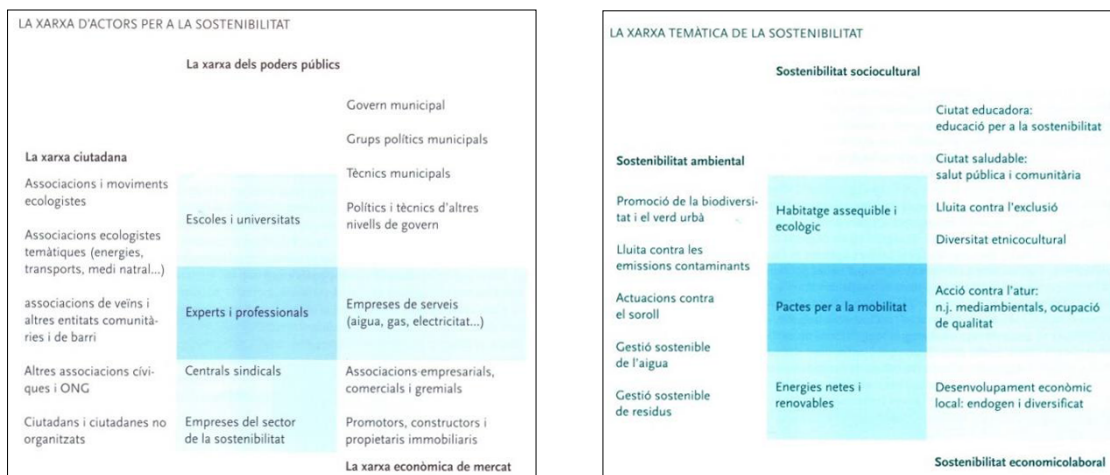 LA XARXA D'ACTORS PER A LA SOSTENIBILITAT
La xarxa dels poders públics
Govern municipal
Grups polítics municipals
Tècnics municipals
Polítics i tècnics d'altres
nivells de govern
La xarxa ciutadana
Associacions i moviments
ecologistes
Associacions ecologistes
temàtiques (energies,
transports, medi natral...)
associacions de veïns i
altres entitats comunità-
ries i de barri
Altres associacions cívi-
ques i ONG
Ciutadans i ciutadanes no
organitzats
Escoles i universitats
Experts i professionals
Centrals sindicals
Empreses del sector
de la sostenibilitat
Empreses de serveis
(aigua, gas, electricitat...)
Associacions empresarials,
comercials i gremials
Promotors, constructors i
propietaris immobiliaris
La xarxa econòmica de mercat
LA XARXA TEMÀTICA DE LA SOSTENIBILITAT
Sostenibilitat sociocultural
Ciutat educadora:
educació per a la sostenibilitat
Ciutat saludable:
salut pública i comunitària
Lluita contra l'exclusió
Diversitat etnicocultural
Sostenibilitat ambiental
Promoció de la biodiversi-
tat i el verd urbà
Lluita contra les
emissions contaminants
Actuacions contra
el soroll
Gestió sostenible
de l'aigua
Gestió sostenible
de residus
Habitatge assequible i
ecològic
Pactes per a la mobilitat
Energies netes i
renovables
Acció contra l'atur:
n.j. mediambientals, ocupació
de qualitat
Desenvolupament econòmic
local: endogen i diversificat
Sostenibilitat economicolaboral